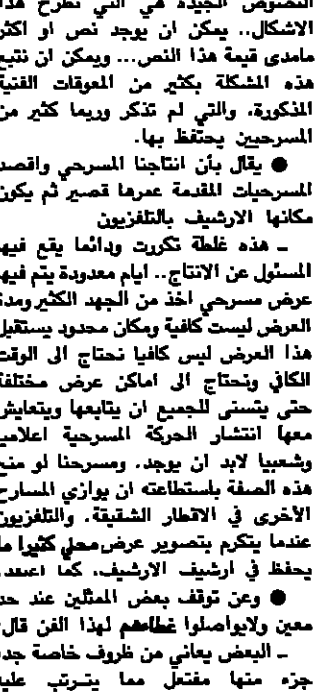 النصوص الجيدة هي التي تطرح هذا
الاشكال.. يمكن ان يوجد نص او اكثر
مامدى قيمة هذا النص... ويمكن ان نتبع
هذه المشكلة بكثير من المعوقات الفنية
المذكورة، والتي لم تذكر وربما كثير من
المسرحيين يحتفظ بها.
● يقال بأن انتاجنا المسرحي واقصد
المسرحيات المقدمة عمرها قصير ثم يكون
مكانها الارشيف بالتلفزيون
ـ هذه غلطة تكررت ودائما يقع فيها
المسئول عن الانتاج.. ايام معدودة يتم فيها
عرض مسرحي اخذ من الجهد الكثير ومدة
العرض ليست كافية ومكان محدود يستقبل
هذا العرض ليس كافيا نحتاج الى الوقت
الكافي ونحتاج الى اماكن عرض مختلفة
حتى يتسنى للجميع ان يتابعها ويتعايش
معها انتشار الحركة المسرحية اعلاميا
وشعبيا لابد ان يوجد. ومسرحنا لو منح
هذه الصفة باستطاعته ان يوازي المسارح
الأخرى في الاقطار الشقيقة. والتلفزيون
عندما يتكرم بتصوير عرض محلي كثيرا ما
يحفظ في ارشيف الارشيف. كما اعتقد.
● وعن توقف بعض الممثلين عند حد
معين ولايواصلوا عطاءهم لهذا الفن قال:
ـ البعض يعاني من ظروف خاصة جدا
جزء منها مفتعل مما يترتب عليه